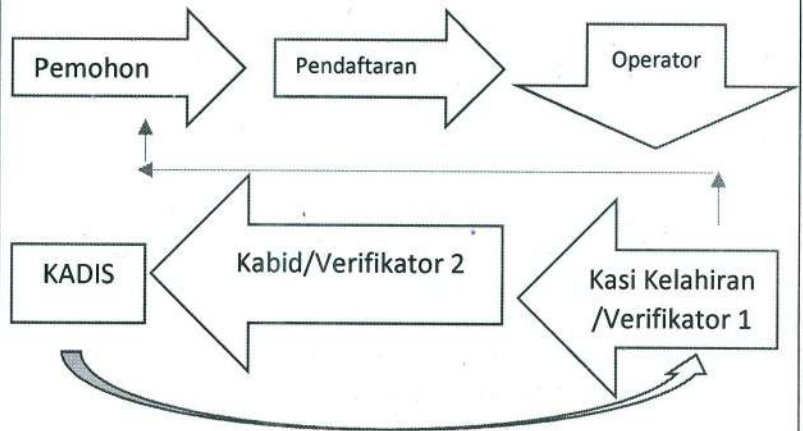 Pemohon
Pendaftaran
Operator
KADIS
Kabid/Verifikator 2
Kasi Kelahiran
/Verifikator 1